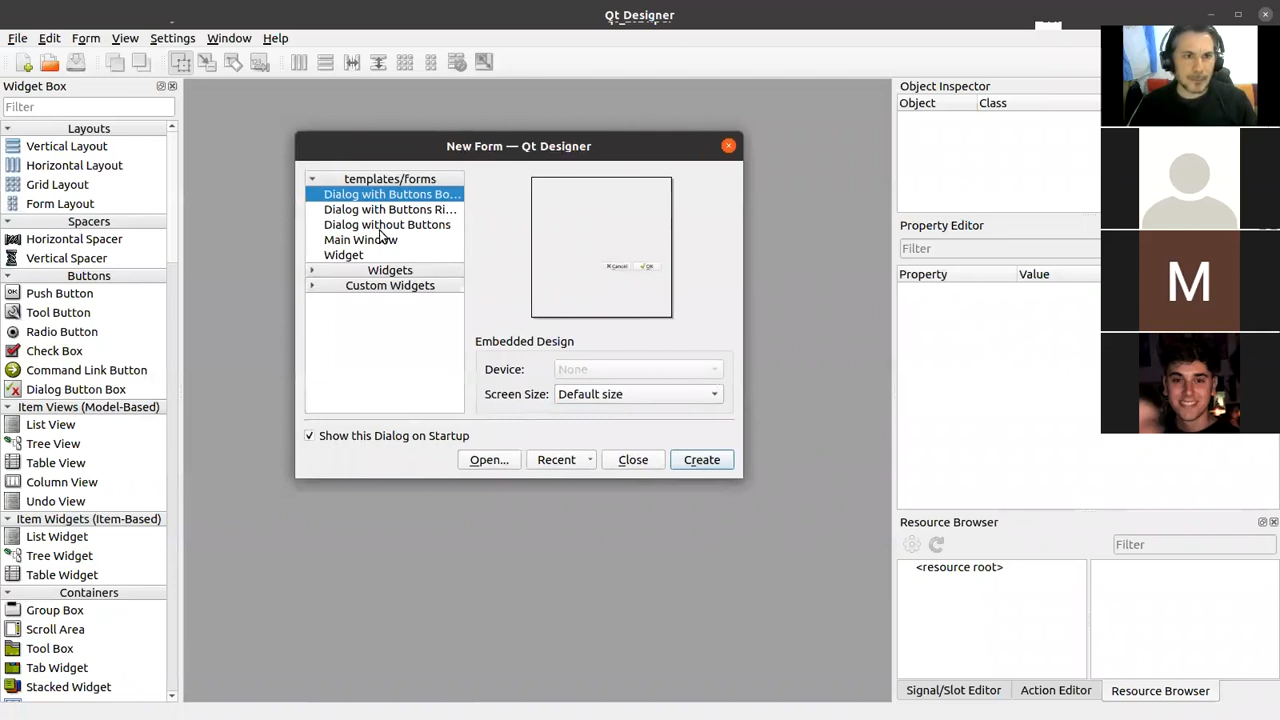 Qt Designer
File Edit Form View Settings Window Help
Widget Box
Filter
Layouts
Vertical Layout
Horizontal Layout
Grid Layout
Form Layout
Spacers
Horizontal Spacer
Vertical Spacer
Buttons
Push Button
Tool Button
Radio Button
Check Box
Command Link Button
Dialog Button Box
Item Views (Model-Based)
List View
Tree View
Table View
Column View
Undo View
Item Widgets (Item-Based)
List Widget
Tree Widget
Table Widget
Containers
Group Box
Scroll Area
Tool Box
Tab Widget
Stacked Widget
New Form — Qt Designer
templates/forms
Dialog with Buttons Bo...
Dialog with Buttons Ri...
Dialog without Buttons
Main Window
Widget
Widgets
Custom Widgets
Cancel OK
Embedded Design
Device: None
Screen Size: Default size
Show this Dialog on Startup
Open... Recent Close Create
Object Inspector
Object Class
Property Editor
Filter
Property Value
Resource Browser
Filter
<resource root>
Signal/Slot Editor Action Editor Resource Browser
M